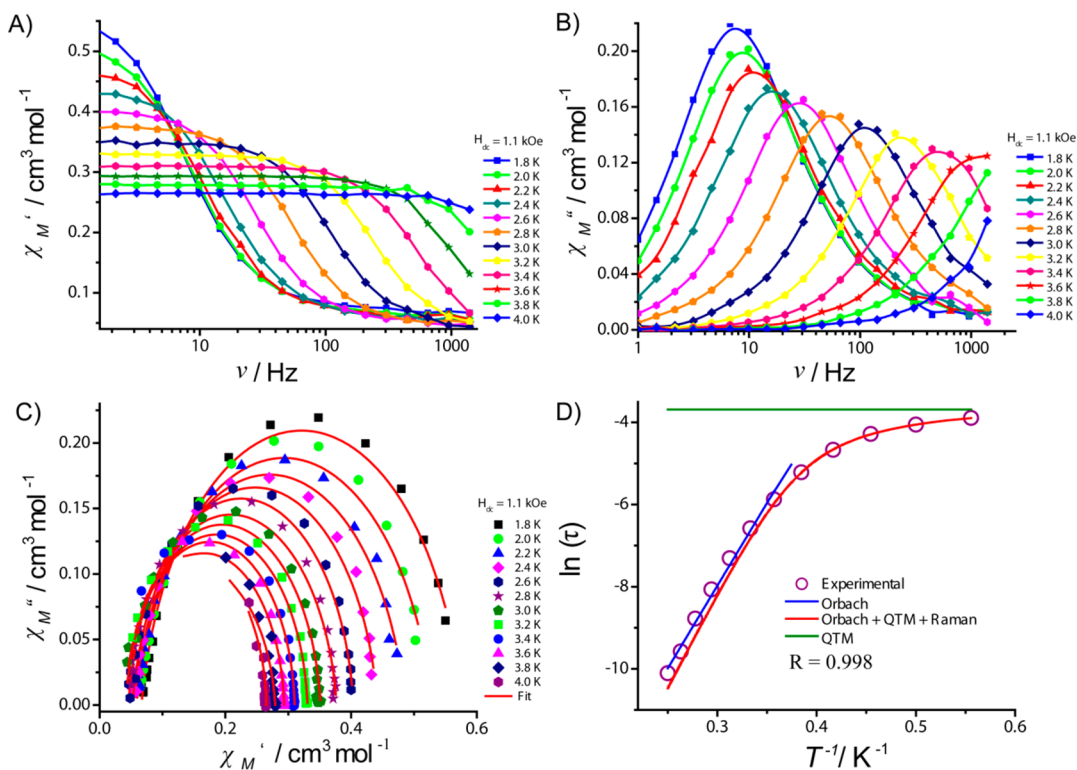 A)
χM′ / cm3 mol-1
0.5
0.4
0.3
0.2
0.1
10
100
1000
ν / Hz
Hdc = 1.1 kOe
1.8 K
2.0 K
2.2 K
2.4 K
2.6 K
2.8 K
3.0 K
3.2 K
3.4 K
3.6 K
3.8 K
4.0 K
B)
χM″ / cm3 mol-1
0.20
0.16
0.12
0.08
0.04
0.00
1
10
100
1000
ν / Hz
Hdc = 1.1 kOe
1.8 K
2.0 K
2.2 K
2.4 K
2.6 K
2.8 K
3.0 K
3.2 K
3.4 K
3.6 K
3.8 K
4.0 K
C)
χM″ / cm3 mol-1
0.20
0.15
0.10
0.05
0.00
0.0
0.2
0.4
0.6
χM′ / cm3 mol-1
Hdc = 1.1 kOe
1.8 K
2.0 K
2.2 K
2.4 K
2.6 K
2.8 K
3.0 K
3.2 K
3.4 K
3.6 K
3.8 K
4.0 K
Fit
D)
ln (τ)
-4
-6
-8
-10
0.3
0.4
0.5
0.6
T-1/ K-1
Experimental
Orbach
Orbach + QTM + Raman
QTM
R = 0.998